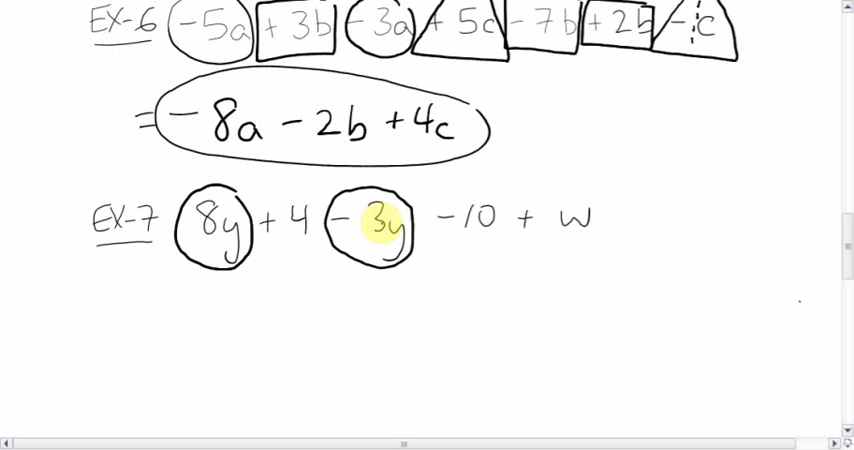 EX-6 -5a + 3b - 3a + 5c - 7b + 2b - c
= -8a - 2b + 4c
EX-7 8y + 4 - 3y - 10 + w